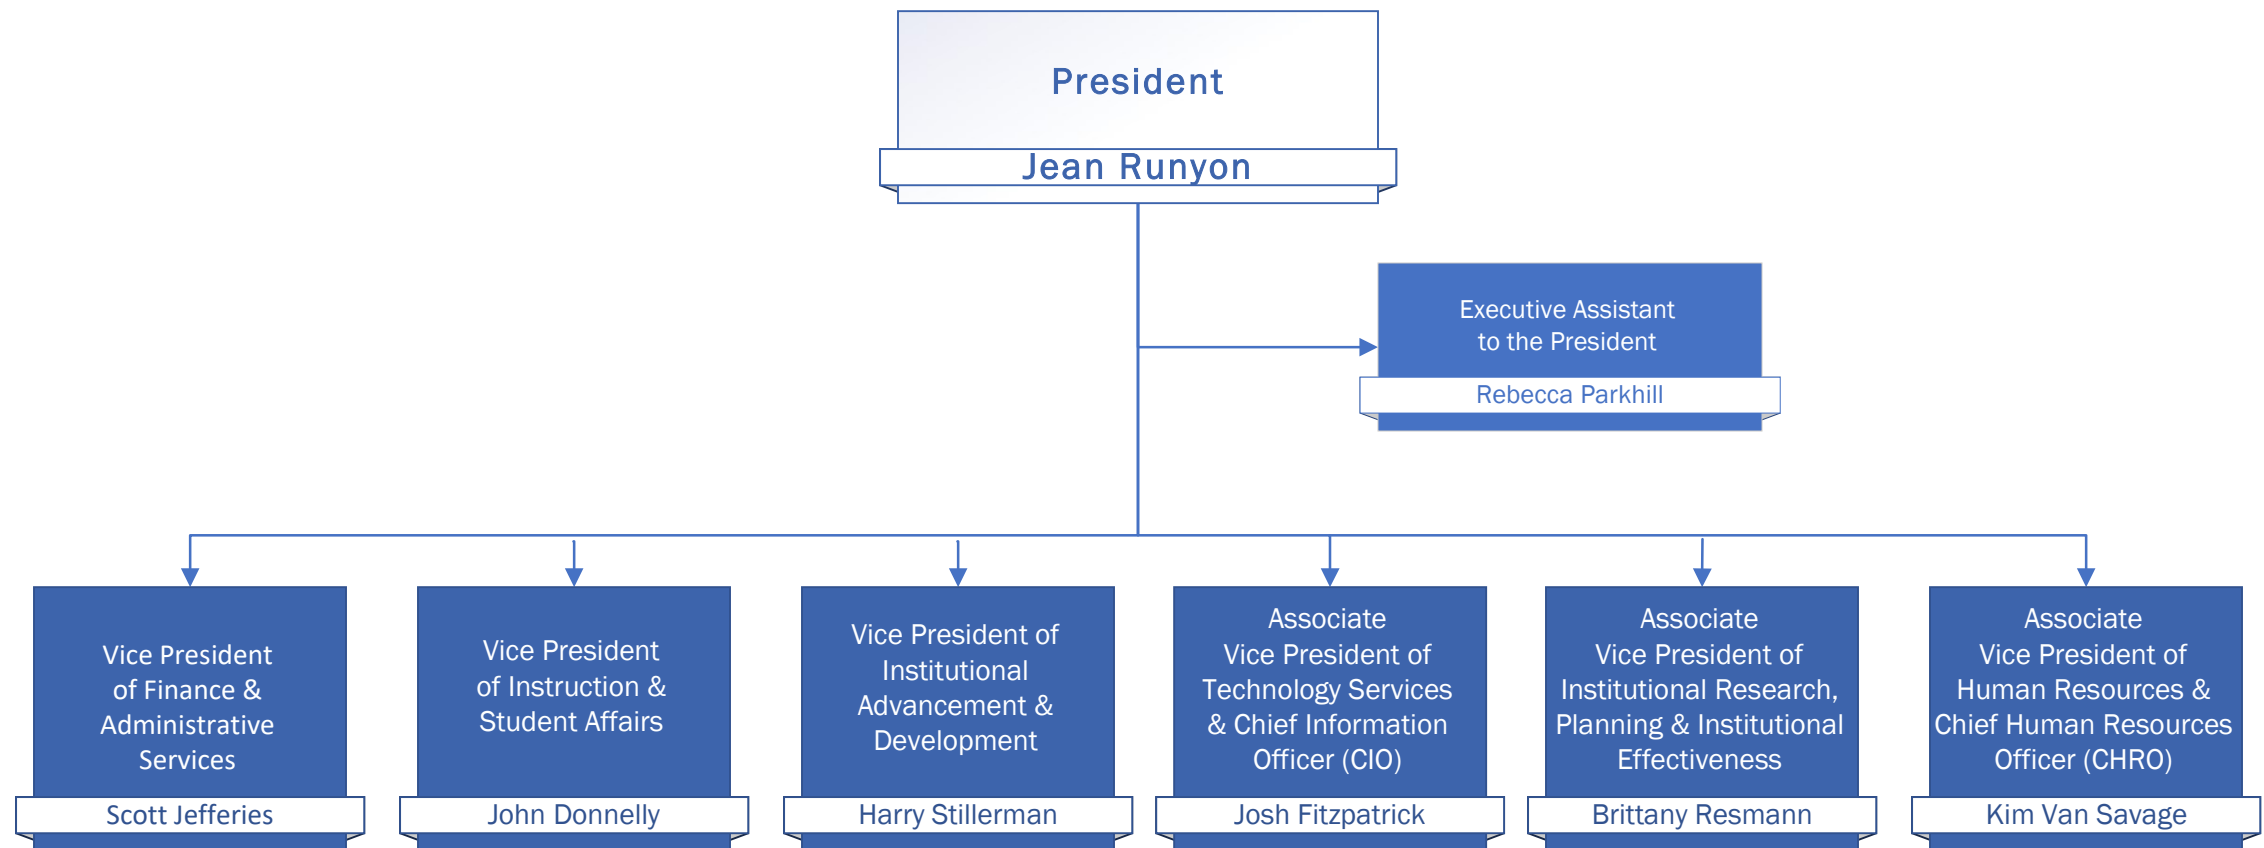 President
Jean Runyon
Executive Assistant
to the President
Rebecca Parkhill
Vice President
of Finance &
Administrative
Services
Scott Jefferies
Vice President
of Instruction &
Student Affairs
John Donnelly
Vice President of
Institutional
Advancement &
Development
Harry Stillerman
Associate
Vice President of
Technology Services
& Chief Information
Officer (CIO)
Josh Fitzpatrick
Associate
Vice President of
Institutional Research,
Planning & Institutional
Effectiveness
Brittany Resmann
Associate
Vice President of
Human Resources &
Chief Human Resources
Officer (CHRO)
Kim Van Savage